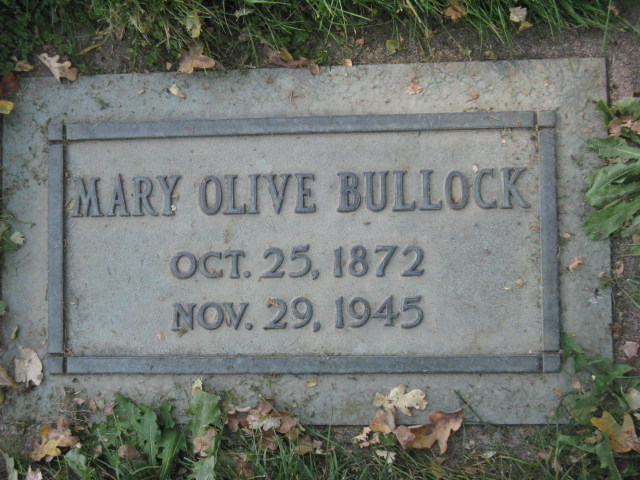 MARY OLIVE BULLOCK
OCT. 25, 1872
NOV. 29, 1945